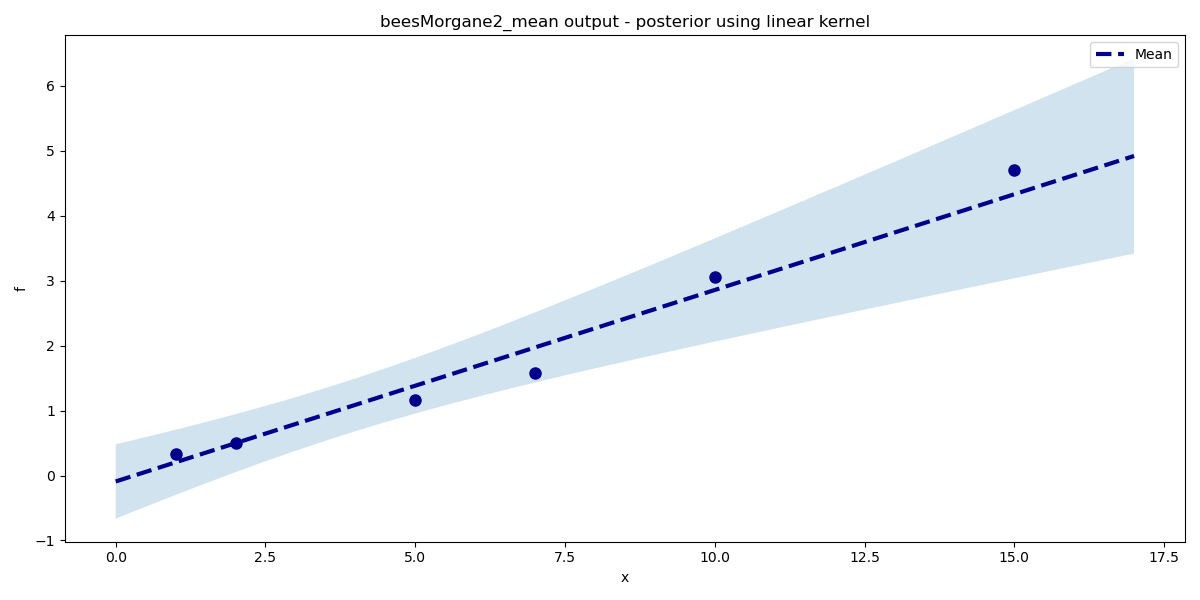 beesMorgane2_mean output - posterior using linear kernel
Mean
6
5
4
3
2
1
0
−1
f
0.0 2.5 5.0 7.5 10.0 12.5 15.0 17.5
x